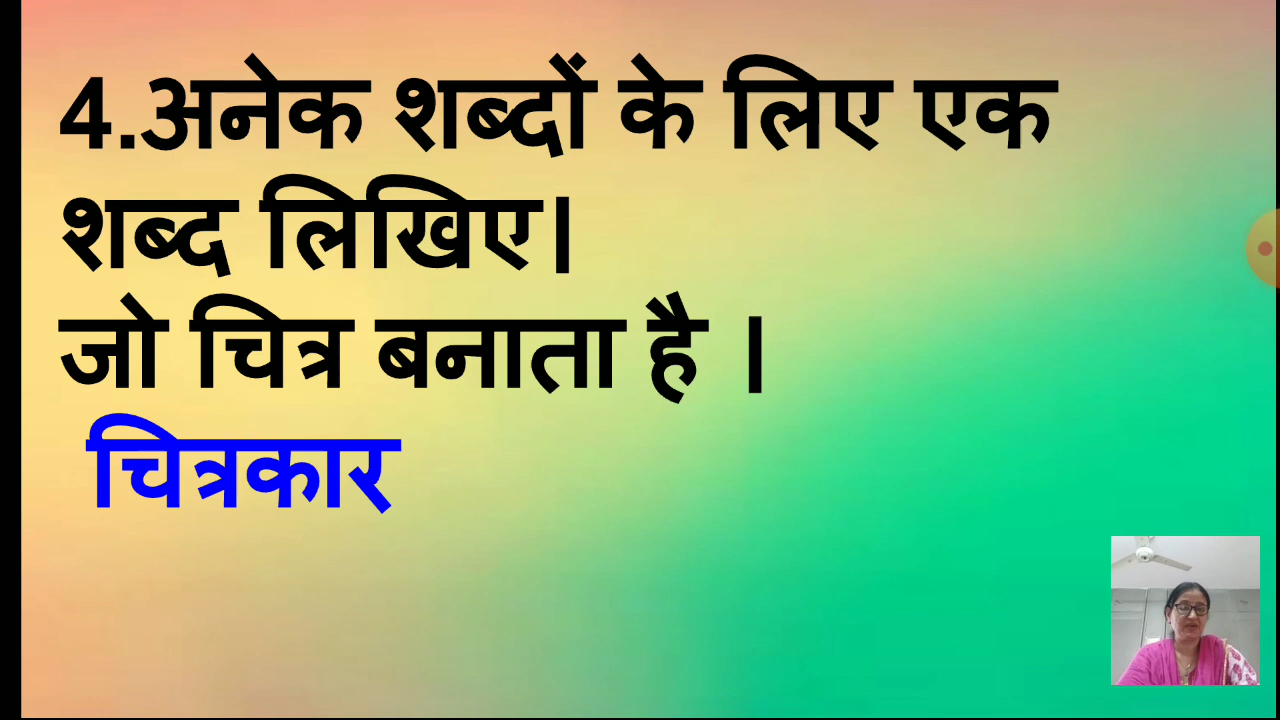 4.अनेक शब्दों के लिए एक
शब्द लिखिए।
जो चित्र बनाता है ।
चित्रकार